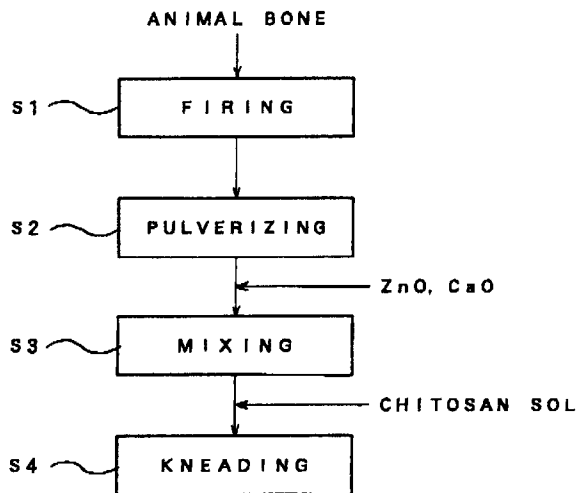 ANIMAL BONE
S1 FIRING
S2 PULVERIZING
ZnO, CaO
S3 MIXING
CHITOSAN SOL
S4 KNEADING